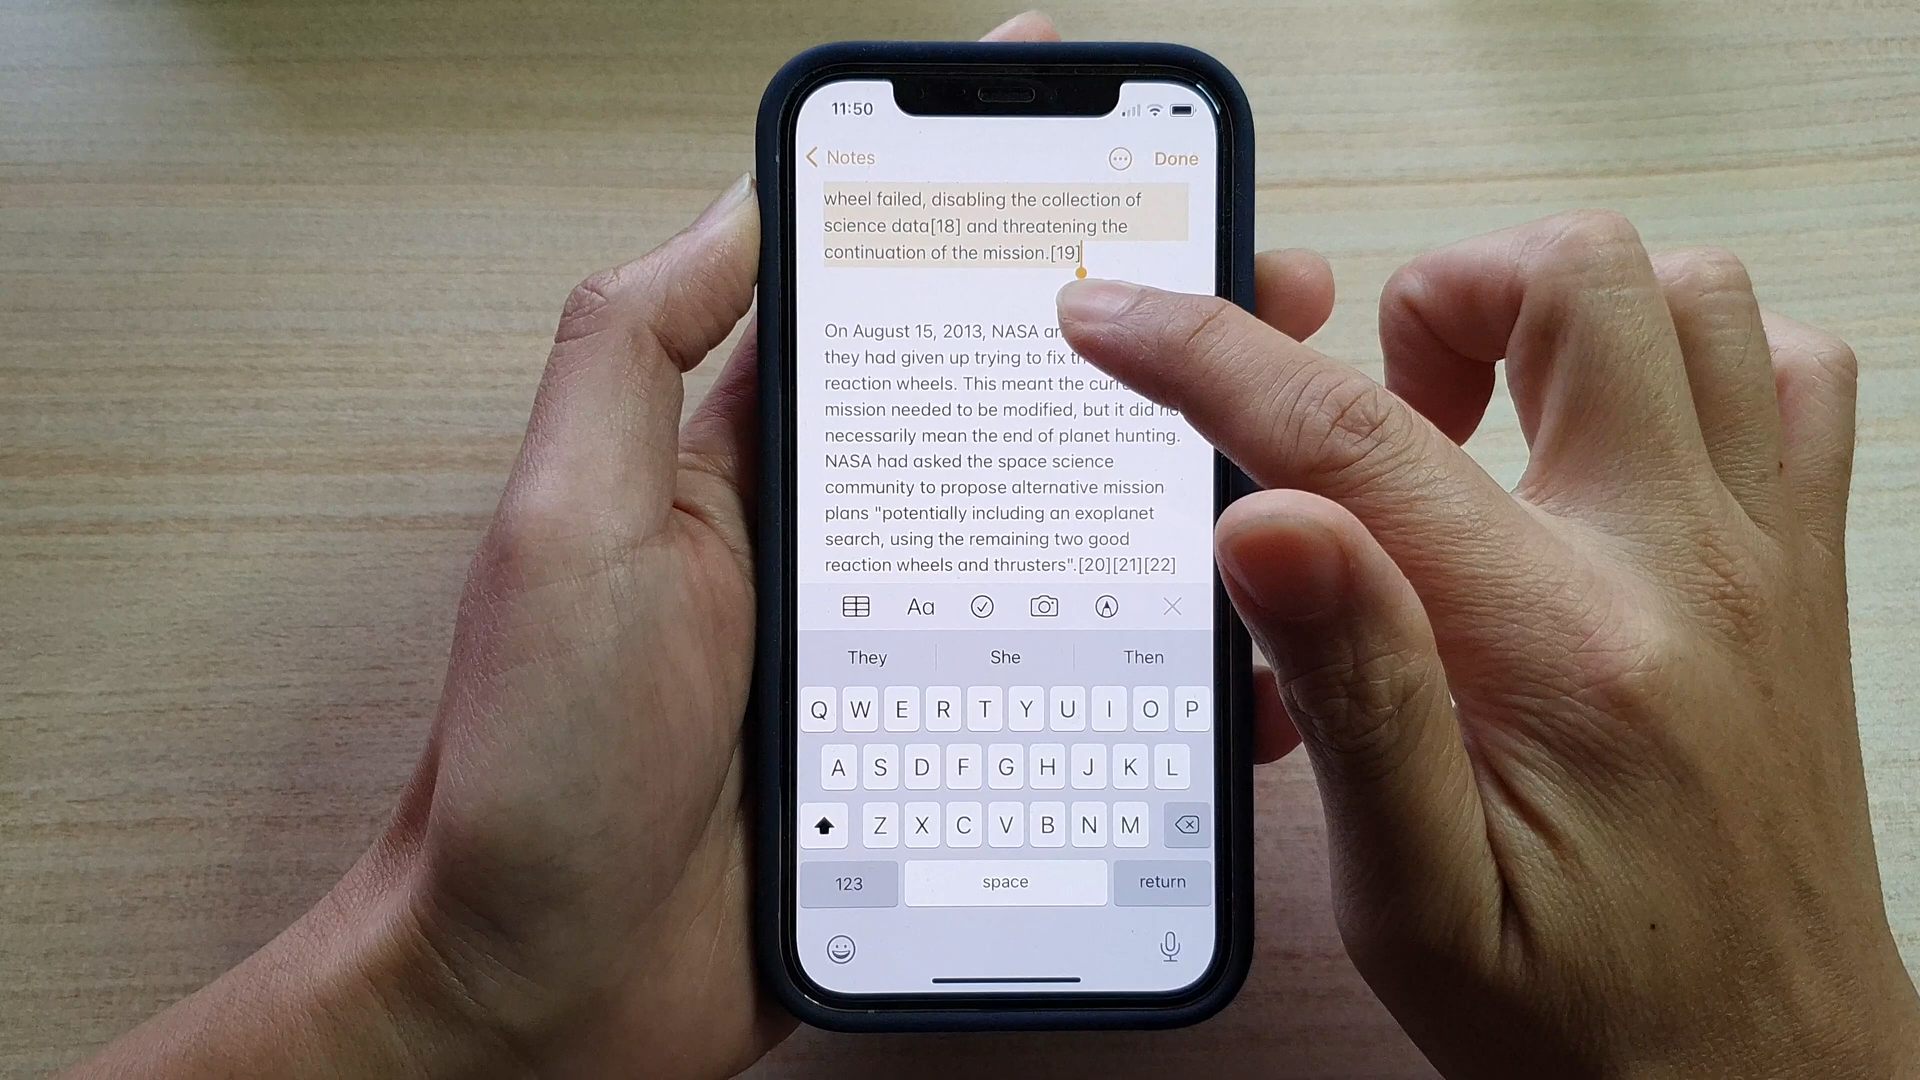 11:50
Notes
Done
wheel failed, disabling the collection of
science data[18] and threatening the
continuation of the mission.[19]
On August 15, 2013, NASA
they had given up trying to fix
reaction wheels. This meant the
mission needed to be modified, but it did
necessarily mean the end of planet hunting.
NASA had asked the space science
community to propose alternative mission
plans "potentially including an exoplanet
search, using the remaining two good
reaction wheels and thrusters".[20][21][22]
Aa
They She Then
Q W E R T Y U I O P
A S D F G H J K L
Z X C V B N M
123 space return